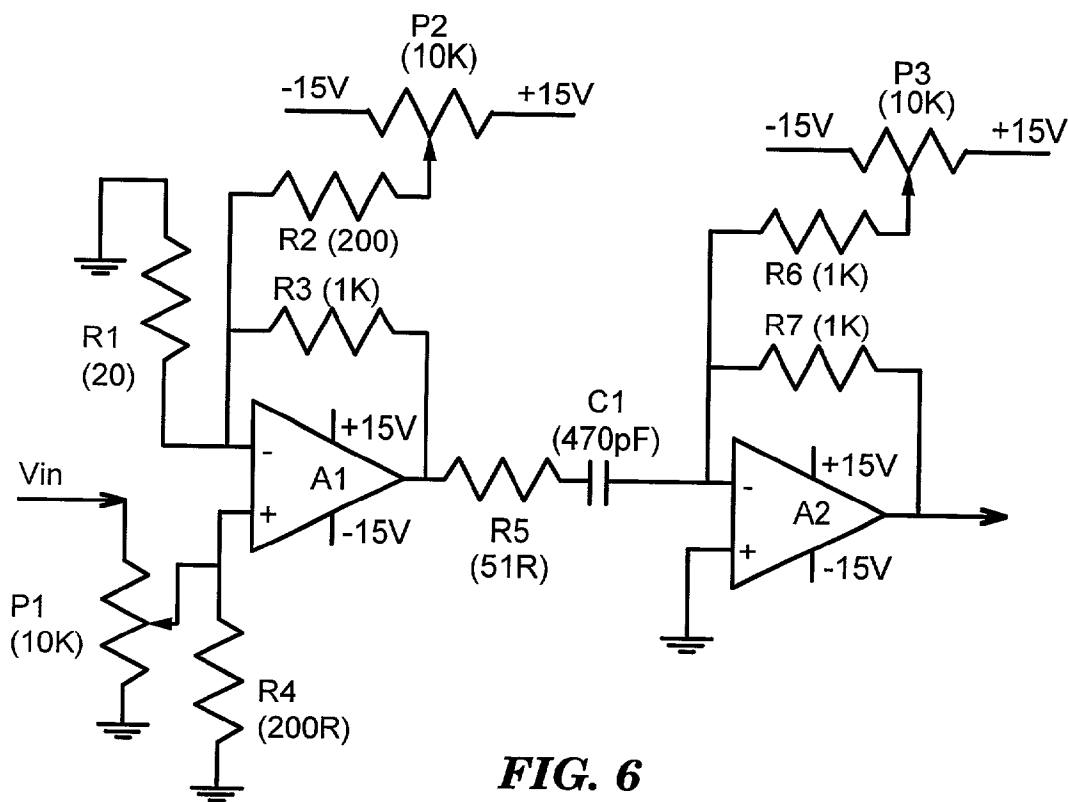 P2
(10K)
-15V
+15V
P3
(10K)
-15V
+15V
R2 (200)
R6 (1K)
R3 (1K)
R7 (1K)
R1
(20)
C1
(470pF)
+15V
-
A1
+
-15V
Vin
R5
(51R)
+15V
-
A2
+
-15V
P1
(10K)
R4
(200R)
FIG. 6